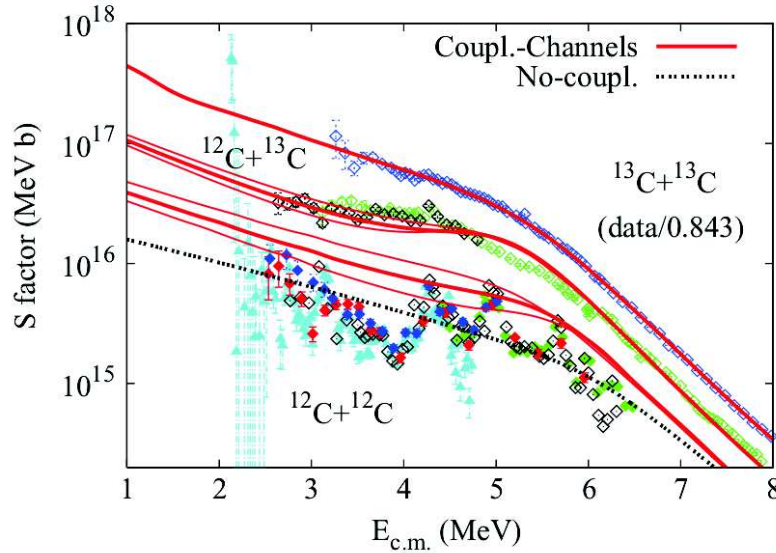 10^18
10^17
10^16
10^15
S factor (MeV b)
Coupl.-Channels
No-coupl.
^12C+^13C
^13C+^13C
(data/0.843)
^12C+^12C
1 2 3 4 5 6 7 8
E_c.m. (MeV)